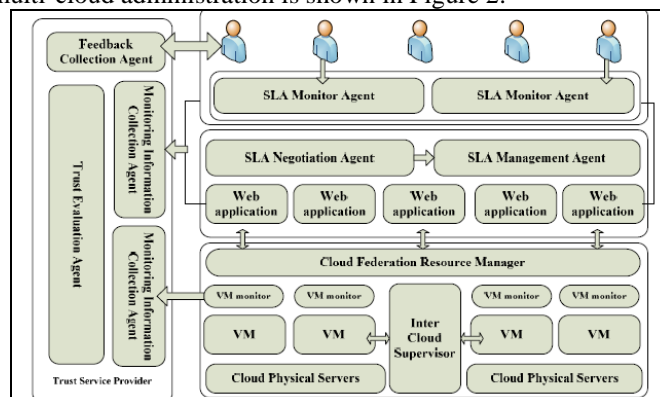 multi-cloud administration is shown in Figure 2.
Feedback
Collection Agent
SLA Monitor Agent
SLA Monitor Agent
Monitoring Information
Collection Agent
Trust Evaluation Agent
SLA Negotiation Agent
SLA Management Agent
Web
application
Web
application
Web
application
Web
application
Web
application
Monitoring Information
Collection Agent
Cloud Federation Resource Manager
VM monitor
VM monitor
VM monitor
VM monitor
VM
VM
Inter
Cloud
Supervisor
VM
VM
Cloud Physical Servers
Cloud Physical Servers
Trust Service Provider